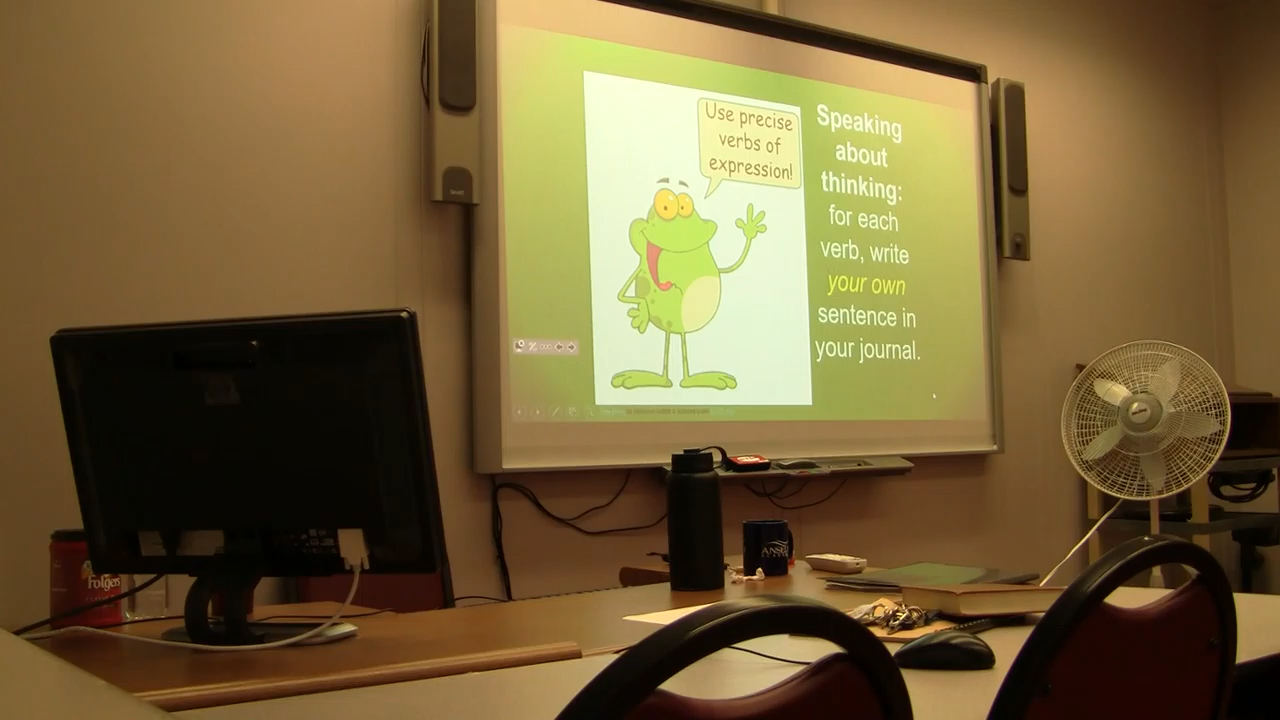 Use precise
verbs of
expression!
Speaking
about
thinking:
for each
verb, write
your own
sentence in
your journal.
Folgers